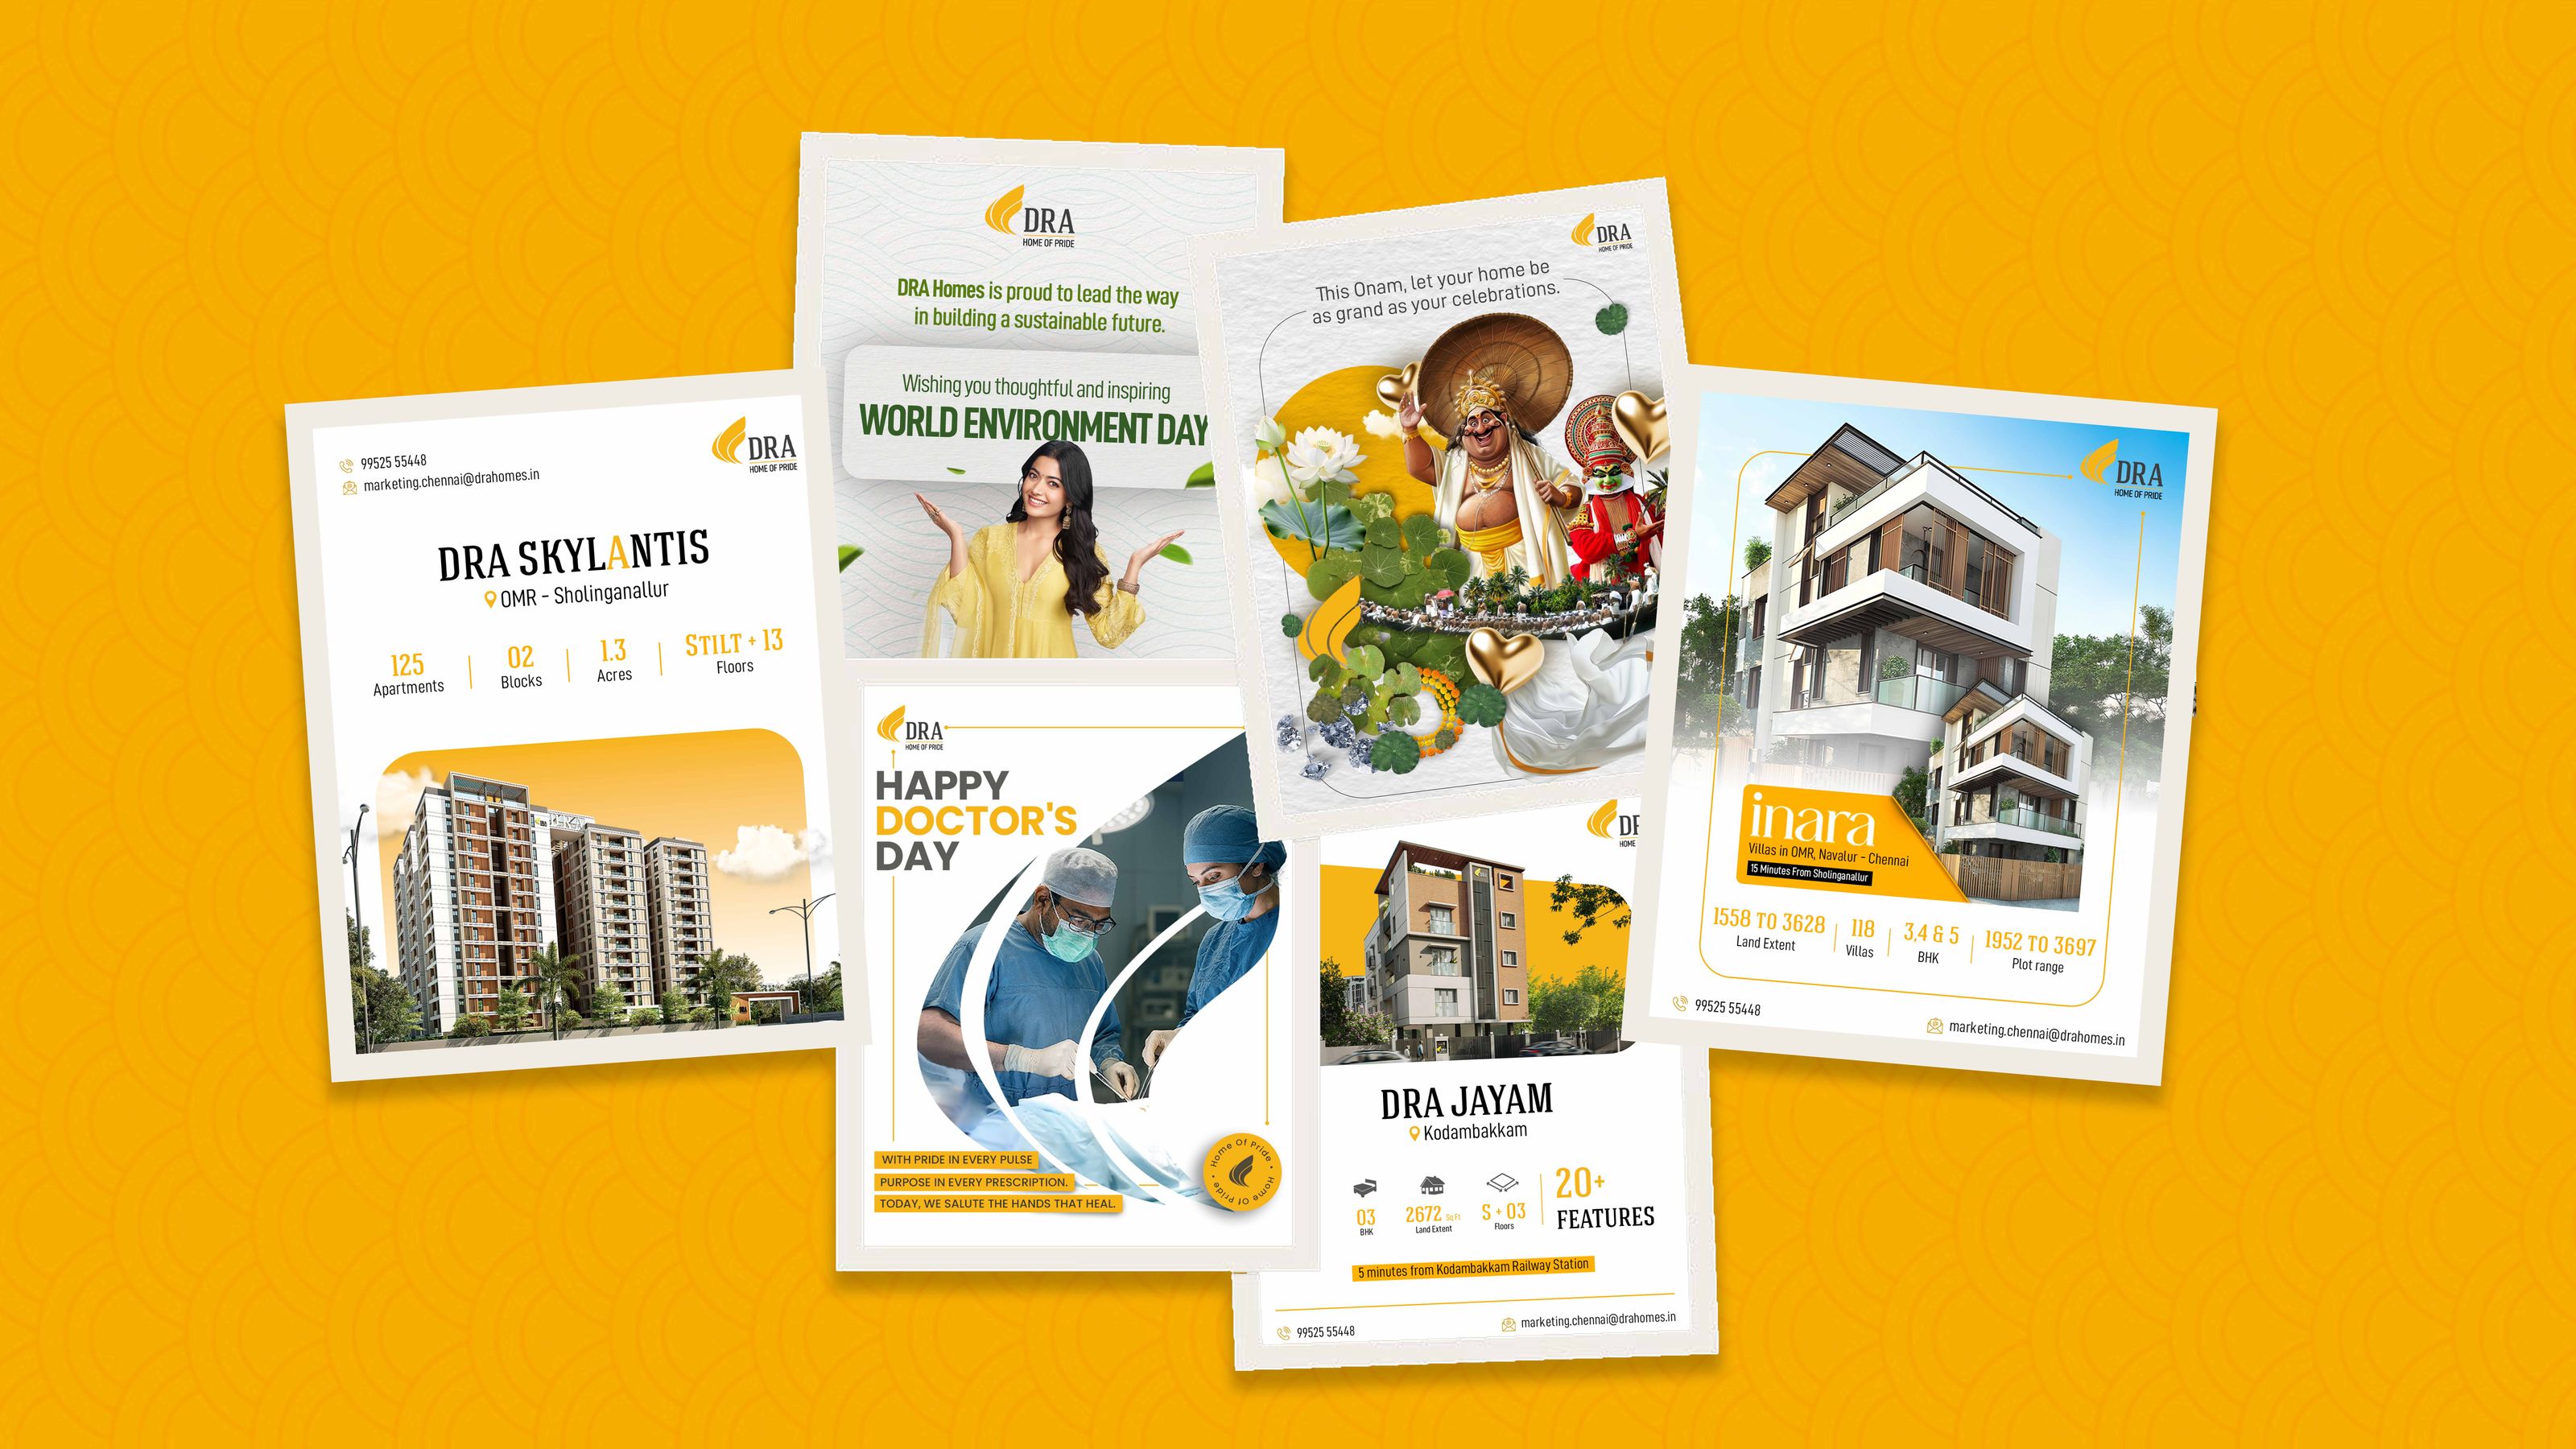 99525 55448
marketing.chennai@drahomes.in
DRA
HOME OF PRIDE
DRA SKYLANTIS
OMR - Sholinganallur
125
Apartments
02
Blocks
1.3
Acres
STILT + 13
Floors
DRA
HOME OF PRIDE
DRA Homes is proud to lead the way
in building a sustainable future.
Wishing you thoughtful and inspiring
WORLD ENVIRONMENT DAY
DRA
HOME OF PRIDE
HAPPY
DOCTOR'S
DAY
WITH PRIDE IN EVERY PULSE
PURPOSE IN EVERY PRESCRIPTION.
TODAY, WE SALUTE THE HANDS THAT HEAL.
Home Of Pride • Home Of pride •
DRA
HOME OF PRIDE
This Onam, let your home be
as grand as your celebrations.
DRA JAYAM
Kodambakkam
03
BHK
2672 Sq Ft
Land Extent
S + 03
Floors
20+
FEATURES
5 minutes from Kodambakkam Railway Station
99525 55448
marketing.chennai@drahomes.in
DRA
HOME OF PRIDE
inara
Villas in OMR, Navalur - Chennai
15 Minutes From Sholinganallur
1558 TO 3628
Land Extent
118
Villas
3,4 & 5
BHK
1952 TO 3697
Plot range
99525 55448
marketing.chennai@drahomes.in